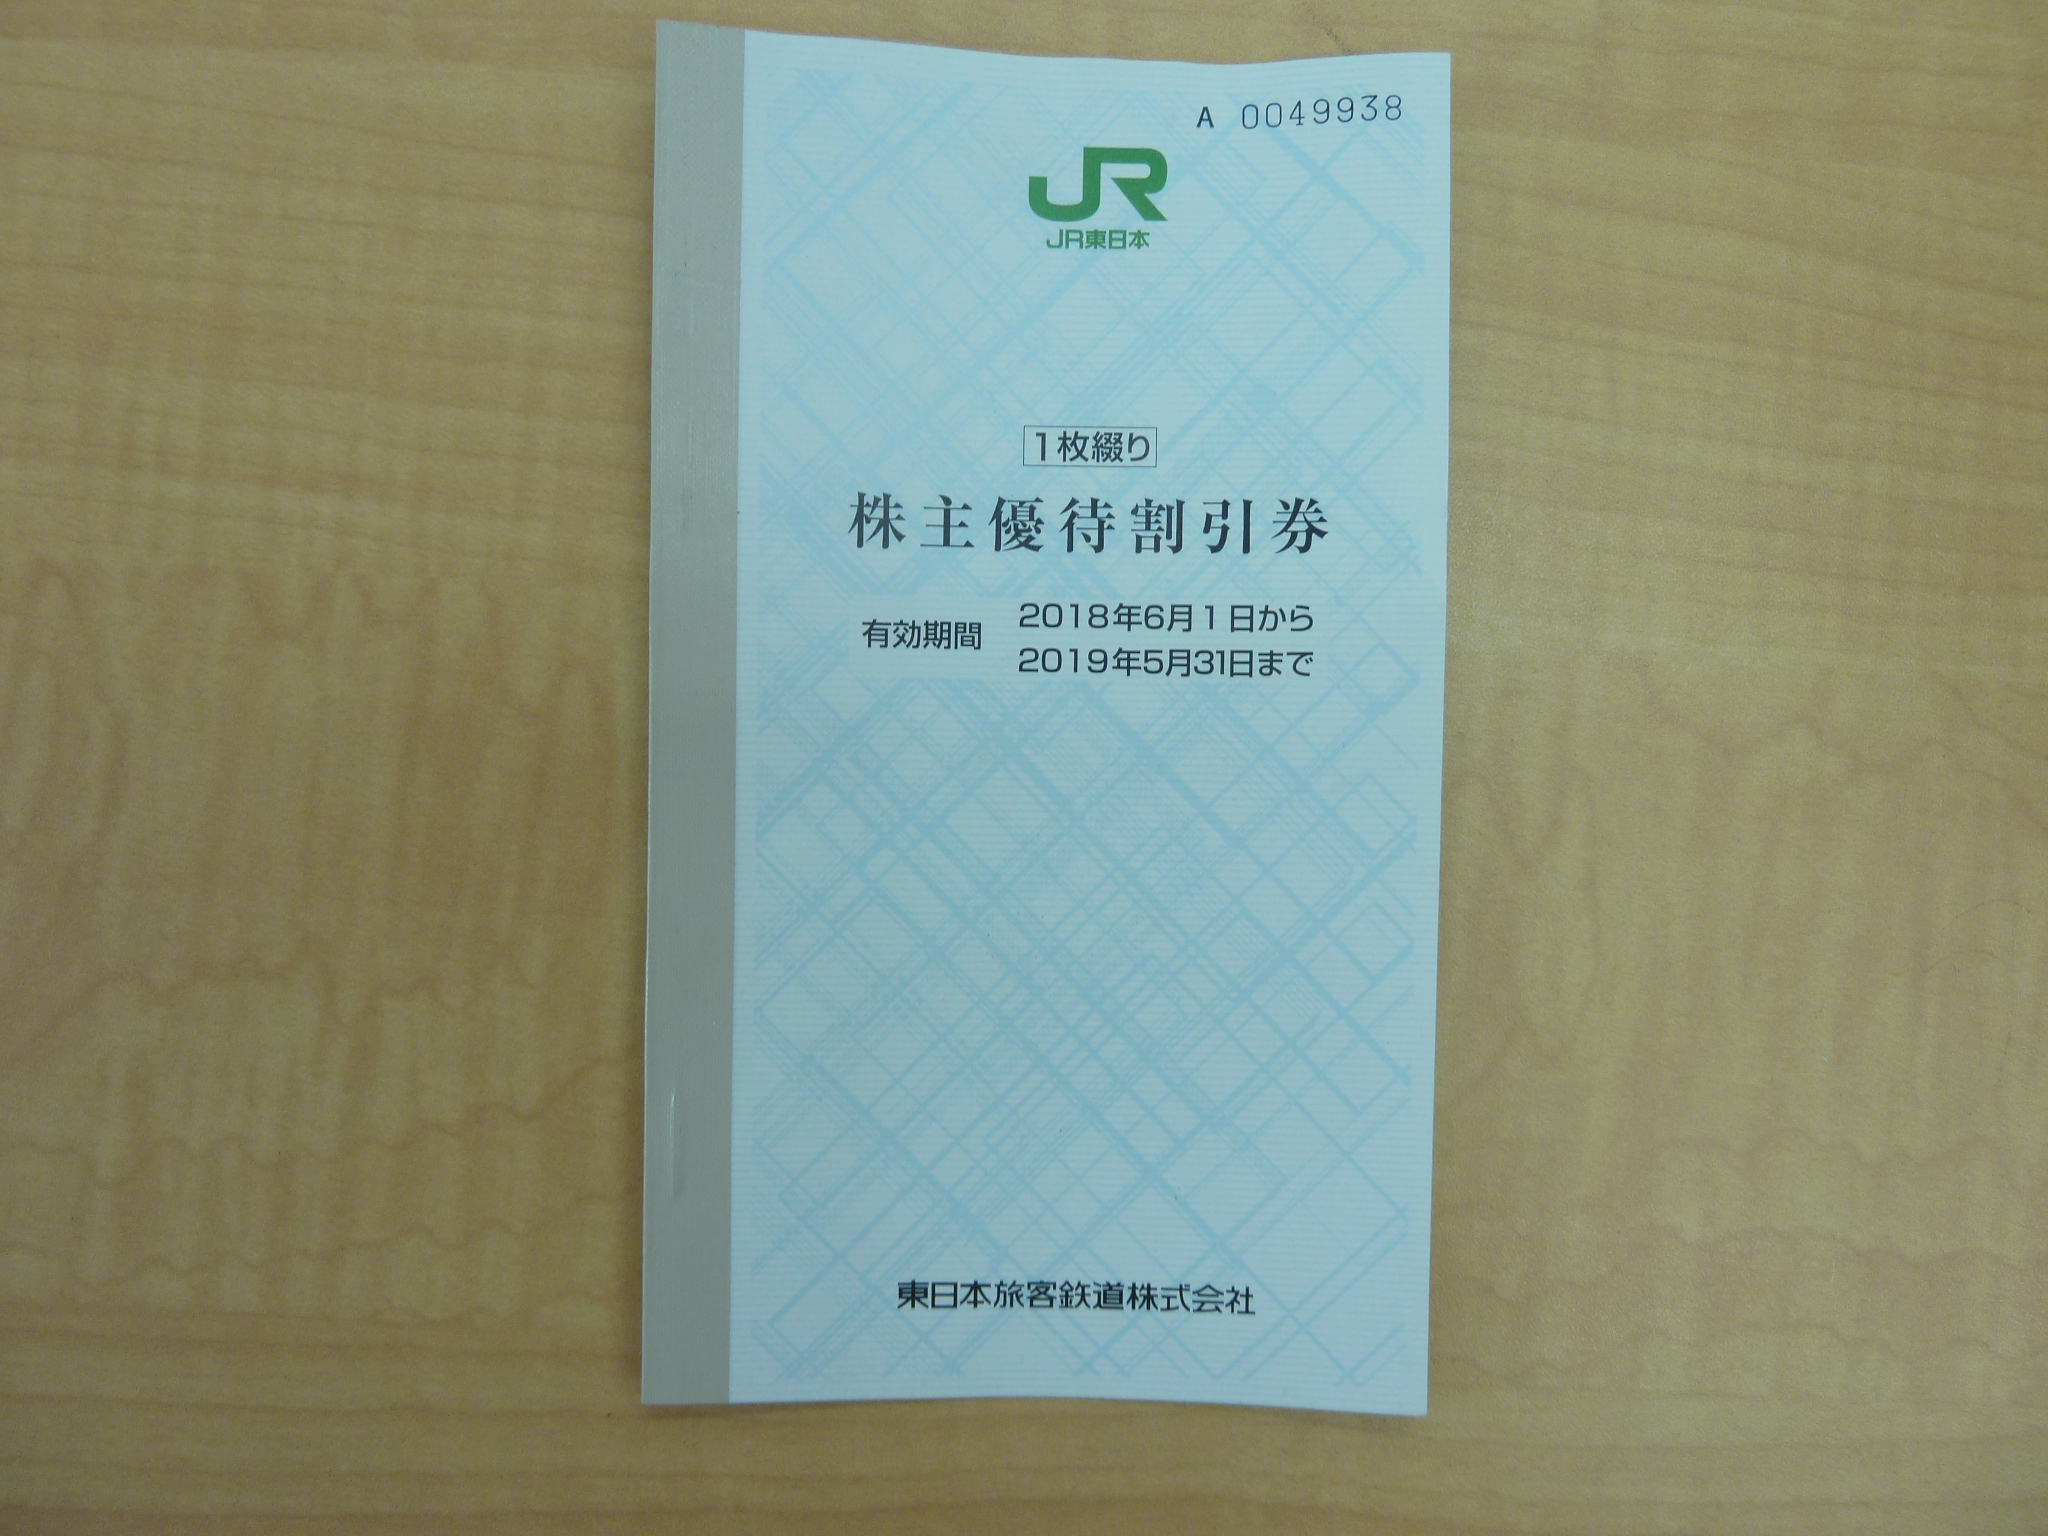 A 0049938
JR
JR東日本
1枚綴り
株主優待割引券
有効期間
2018年6月1日から
2019年5月31日まで
東日本旅客鉄道株式会社